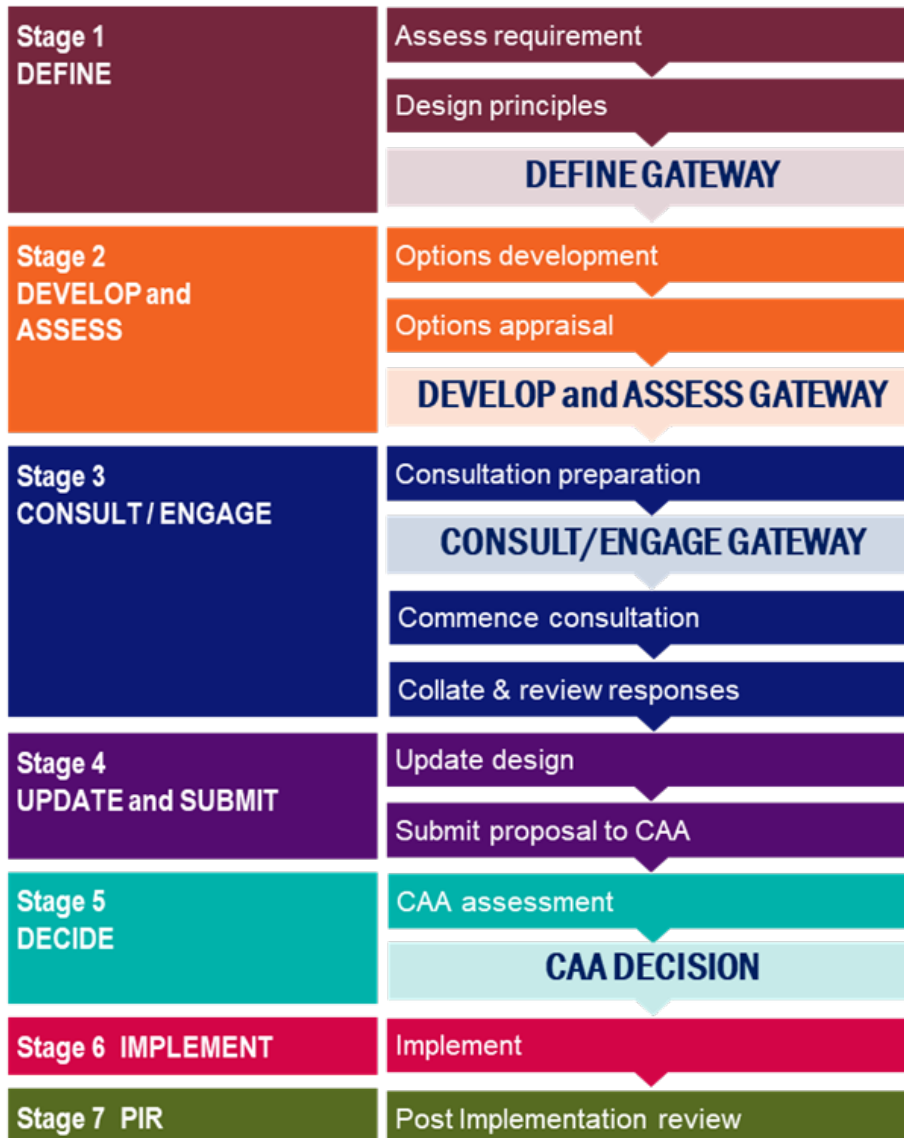 Stage 1
DEFINE
Assess requirement
Design principles
DEFINE GATEWAY
Stage 2
DEVELOP and
ASSESS
Options development
Options appraisal
DEVELOP and ASSESS GATEWAY
Stage 3
CONSULT / ENGAGE
Consultation preparation
CONSULT/ENGAGE GATEWAY
Commence consultation
Collate & review responses
Stage 4
UPDATE and SUBMIT
Update design
Submit proposal to CAA
Stage 5
DECIDE
CAA assessment
CAA DECISION
Stage 6 IMPLEMENT
Implement
Stage 7 PIR
Post Implementation review